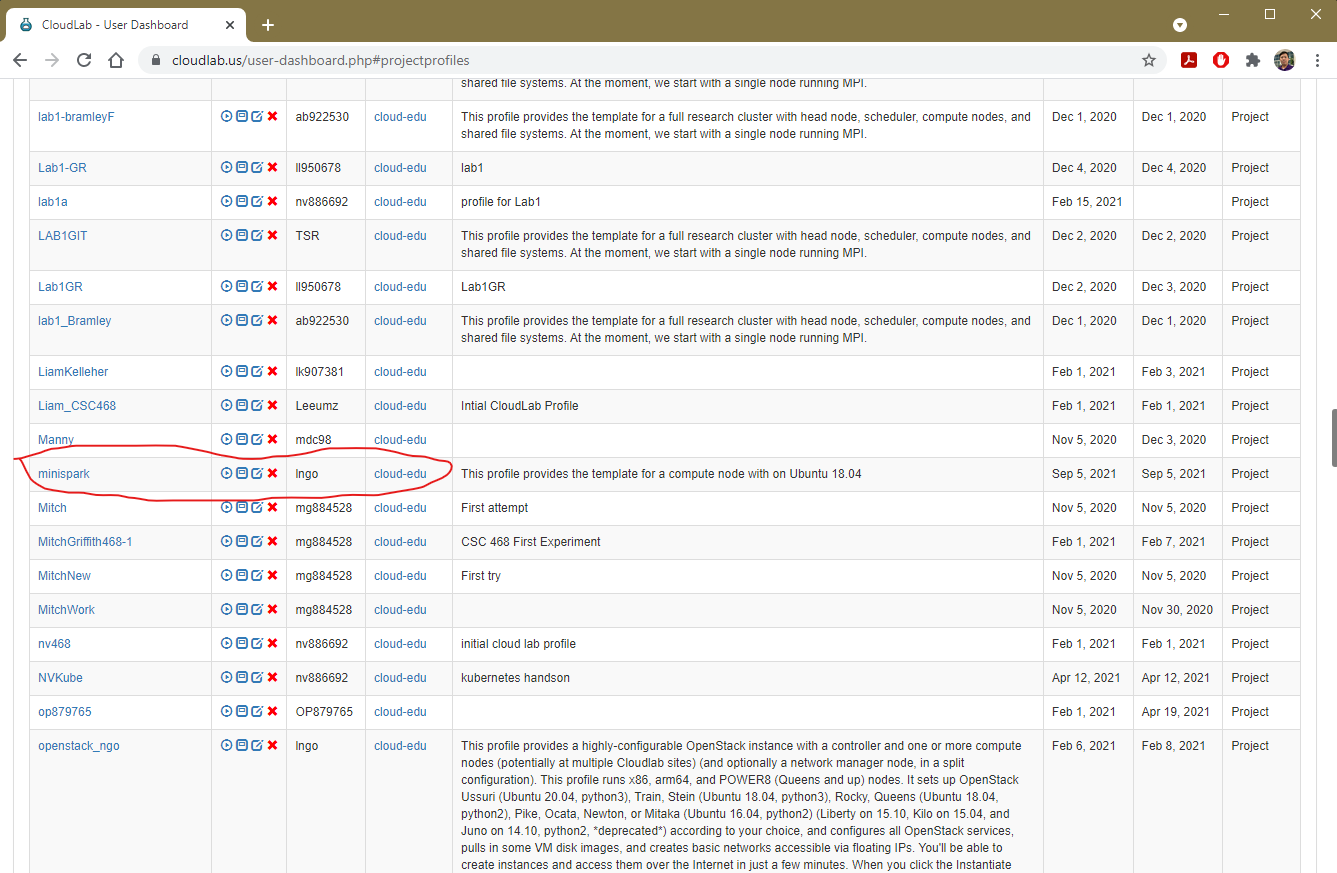 CloudLab - User Dashboard
cloudlab.us/user-dashboard.php#projectprofiles
shared file systems. At the moment, we start with a single node running MPI.
lab1-bramleyF ab922530 cloud-edu This profile provides the template for a full research cluster with head node, scheduler, compute nodes, and Dec 1, 2020 Dec 1, 2020 Project
shared file systems. At the moment, we start with a single node running MPI.
Lab1-GR ll950678 cloud-edu lab1 Dec 4, 2020 Dec 4, 2020 Project
lab1a nv886692 cloud-edu profile for Lab1 Feb 15, 2021 Project
LAB1GIT TSR cloud-edu This profile provides the template for a full research cluster with head node, scheduler, compute nodes, and Dec 2, 2020 Dec 2, 2020 Project
shared file systems. At the moment, we start with a single node running MPI.
Lab1GR ll950678 cloud-edu Lab1GR Dec 2, 2020 Dec 3, 2020 Project
lab1_Bramley ab922530 cloud-edu This profile provides the template for a full research cluster with head node, scheduler, compute nodes, and Dec 1, 2020 Dec 1, 2020 Project
shared file systems. At the moment, we start with a single node running MPI.
LiamKelleher lk907381 cloud-edu Feb 1, 2021 Feb 3, 2021 Project
Liam_CSC468 Leeumz cloud-edu Intial CloudLab Profile Feb 1, 2021 Feb 1, 2021 Project
Manny mdc98 cloud-edu Nov 5, 2020 Dec 3, 2020 Project
minispark lngo cloud-edu This profile provides the template for a compute node with on Ubuntu 18.04 Sep 5, 2021 Sep 5, 2021 Project
Mitch mg884528 cloud-edu First attempt Nov 5, 2020 Nov 5, 2020 Project
MitchGriffith468-1 mg884528 cloud-edu CSC 468 First Experiment Feb 1, 2021 Feb 7, 2021 Project
MitchNew mg884528 cloud-edu First try Nov 5, 2020 Nov 5, 2020 Project
MitchWork mg884528 cloud-edu Nov 5, 2020 Nov 30, 2020 Project
nv468 nv886692 cloud-edu initial cloud lab profile Feb 1, 2021 Feb 1, 2021 Project
NVKube nv886692 cloud-edu kubernetes handson Apr 12, 2021 Apr 12, 2021 Project
op879765 OP879765 cloud-edu Feb 1, 2021 Apr 19, 2021 Project
openstack_ngo lngo cloud-edu This profile provides a highly-configurable OpenStack instance with a controller and one or more compute Feb 6, 2021 Feb 8, 2021 Project
nodes (potentially at multiple Cloudlab sites) (and optionally a network manager node, in a split
configuration). This profile runs x86, arm64, and POWER8 (Queens and up) nodes. It sets up OpenStack
Ussuri (Ubuntu 20.04, python3), Train, Stein (Ubuntu 18.04, python3), Rocky, Queens (Ubuntu 18.04,
python2), Pike, Ocata, Newton, or Mitaka (Ubuntu 16.04, python2) (Liberty on 15.10, Kilo on 15.04, and
Juno on 14.10, python2, *deprecated*) according to your choice, and configures all OpenStack services,
pulls in some VM disk images, and creates basic networks accessible via floating IPs. You'll be able to
create instances and access them over the Internet in just a few minutes. When you click the Instantiate